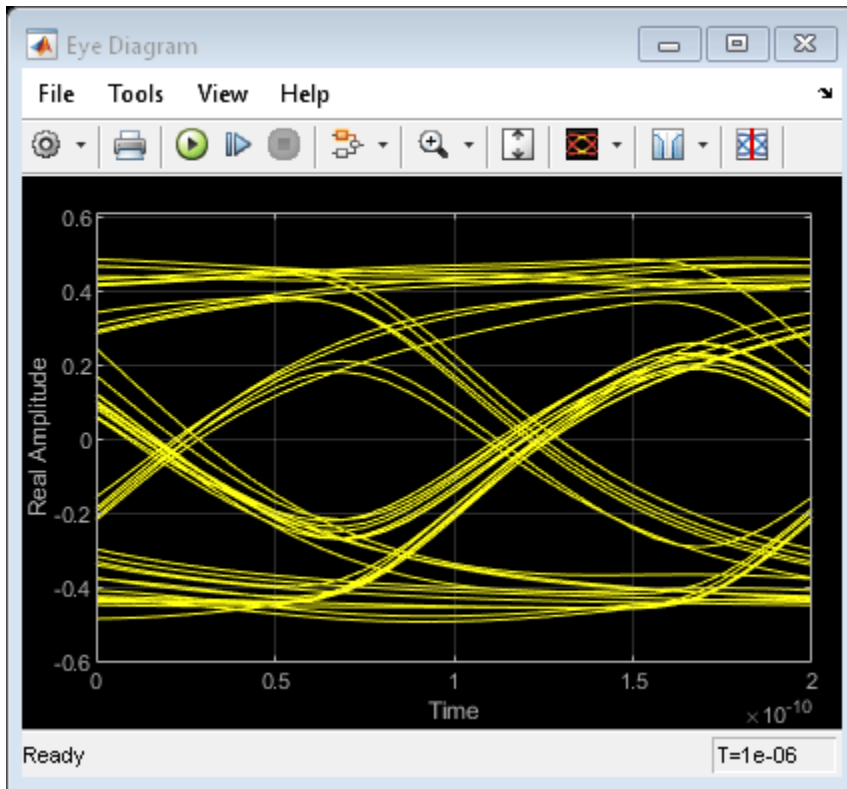 Eye Diagram
File Tools View Help
0.6
0.4
0.2
0
-0.2
-0.4
-0.6
Real Amplitude
0 0.5 1 1.5 2
Time
×10-10
Ready T=1e-06